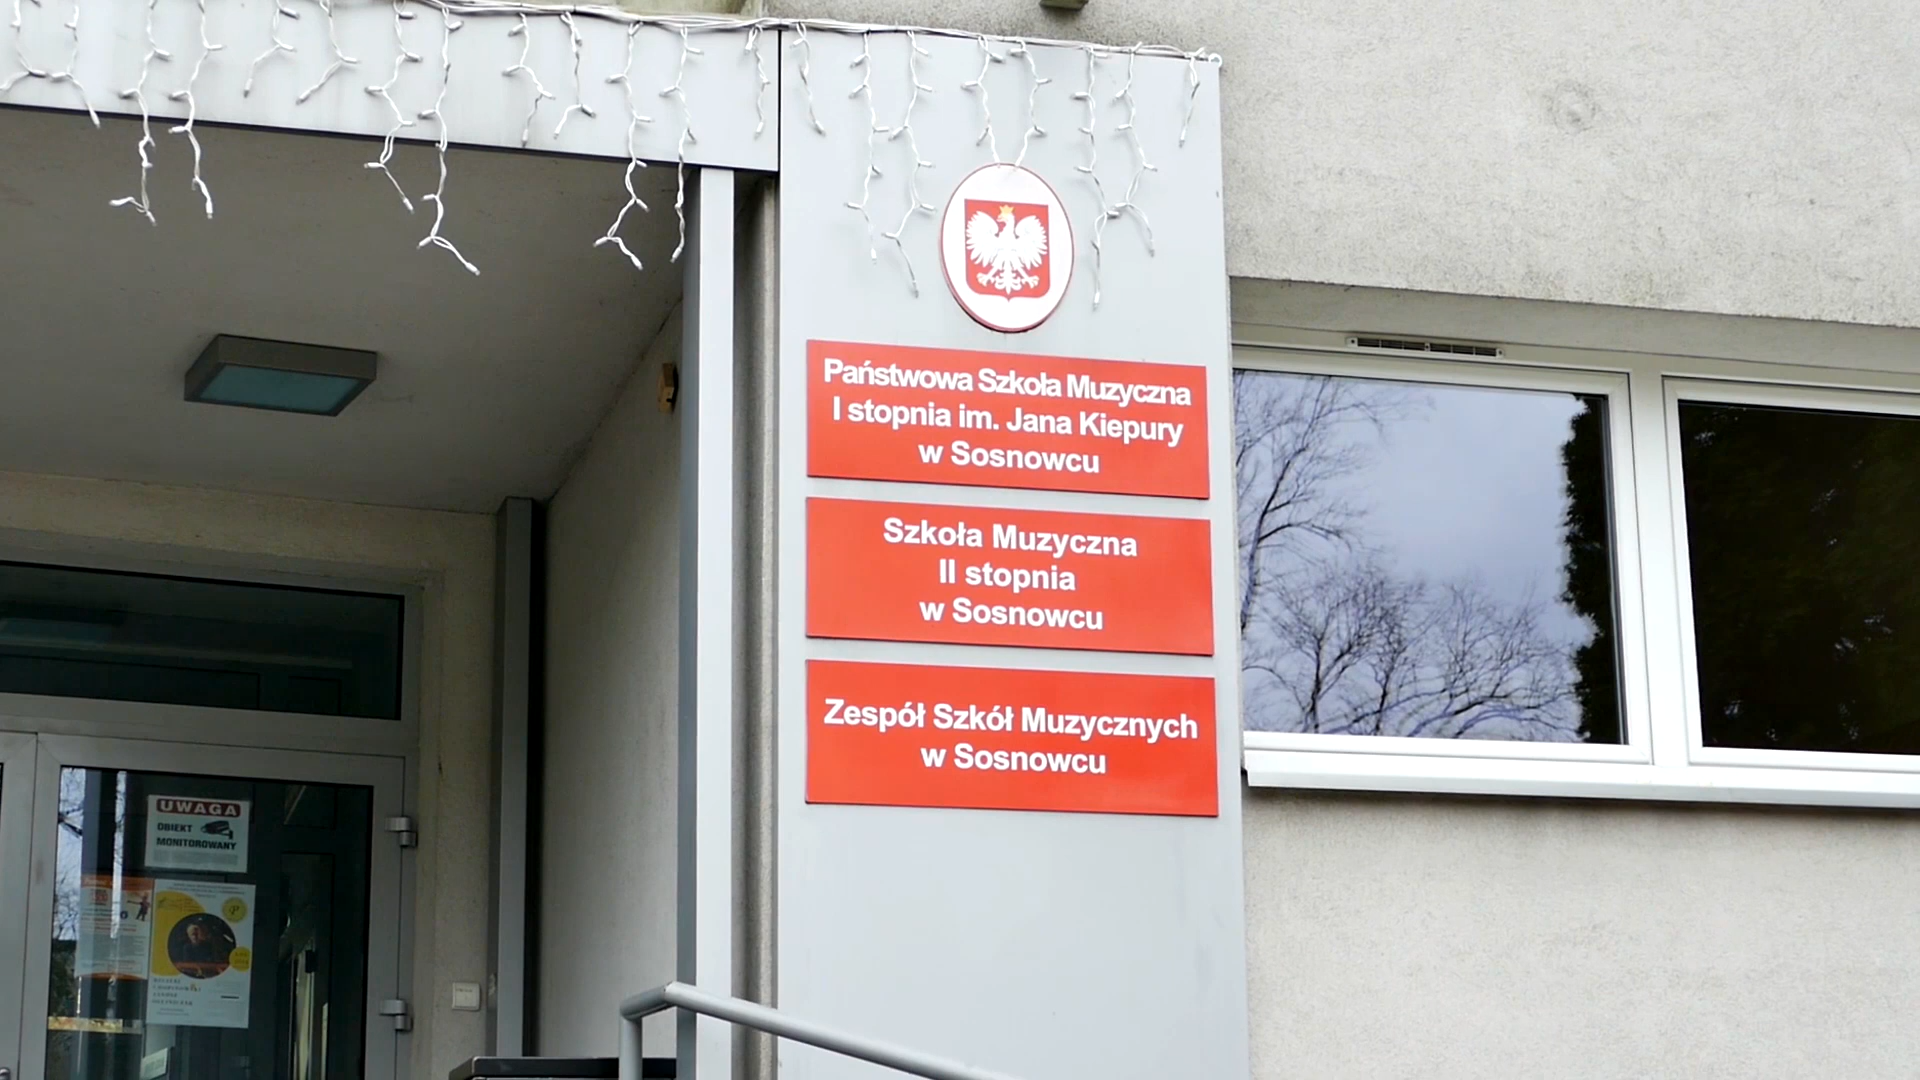 Państwowa Szkoła Muzyczna
I stopnia im. Jana Kiepury
w Sosnowcu
Szkoła Muzyczna
II stopnia
w Sosnowcu
Zespół Szkół Muzycznych
w Sosnowcu
UWAGA
OBIEKT
MONITOROWANY